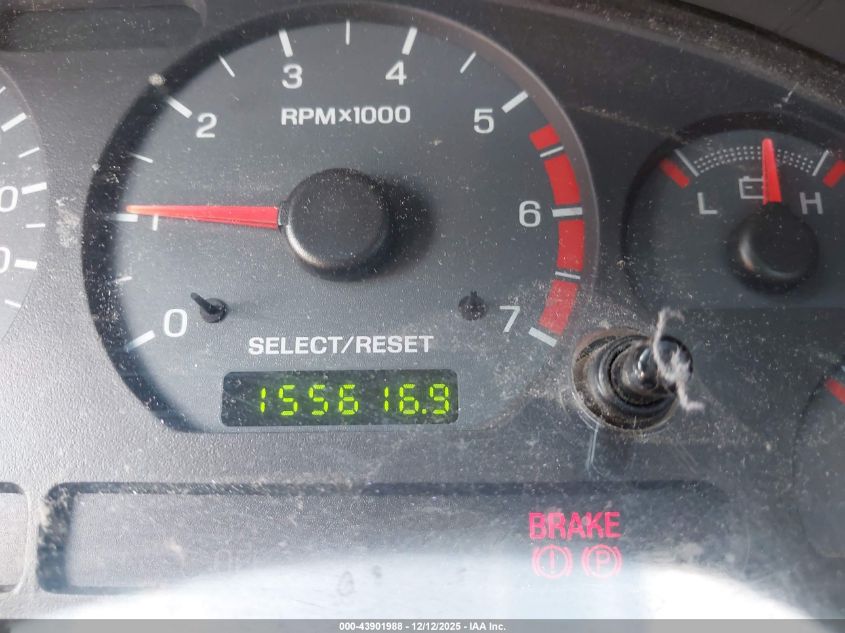 3 4
RPM×1000
2 5
1 6
0 7
L H
SELECT/RESET
155616.9
BRAKE
(!) (P)
000-43901988 - 12/12/2025 - IAA Inc.